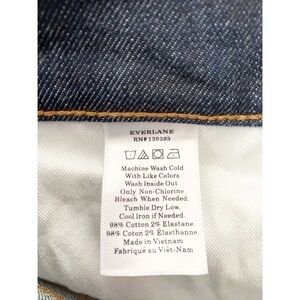 EVERLANE
RN# 139393
Machine Wash Cold
With Like Colors
Wash Inside Out.
Only Non-Chlorine
Bleach When Needed.
Tumble Dry Low.
Cool Iron if Needed.
98% Cotton 2% Elastane
98% Coton 2% Élasthanne
Made in Vietnam
Fabriqué au Viêt-Nam